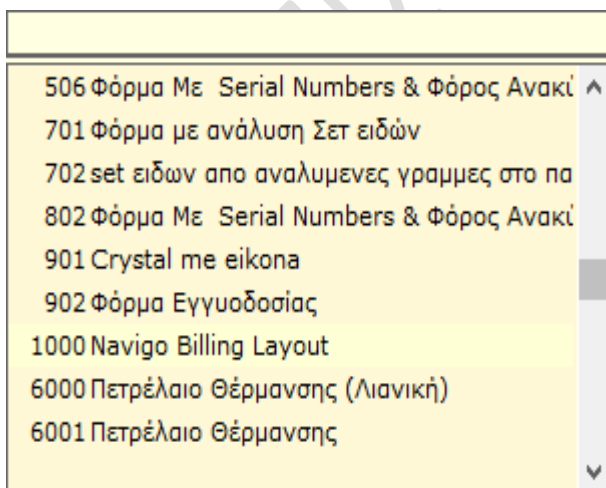 506 Φόρμα Με Serial Numbers & Φόρος Ανακύ
701 Φόρμα με ανάλυση Σετ ειδών
702 set ειδων απο αναλυμενες γραμμες στο πα
802 Φόρμα Με Serial Numbers & Φόρος Ανακύ
901 Crystal me eikona
902 Φόρμα Εγγυοδοσίας
1000 Navigo Billing Layout
6000 Πετρέλαιο Θέρμανσης (Λιανική)
6001 Πετρέλαιο Θέρμανσης